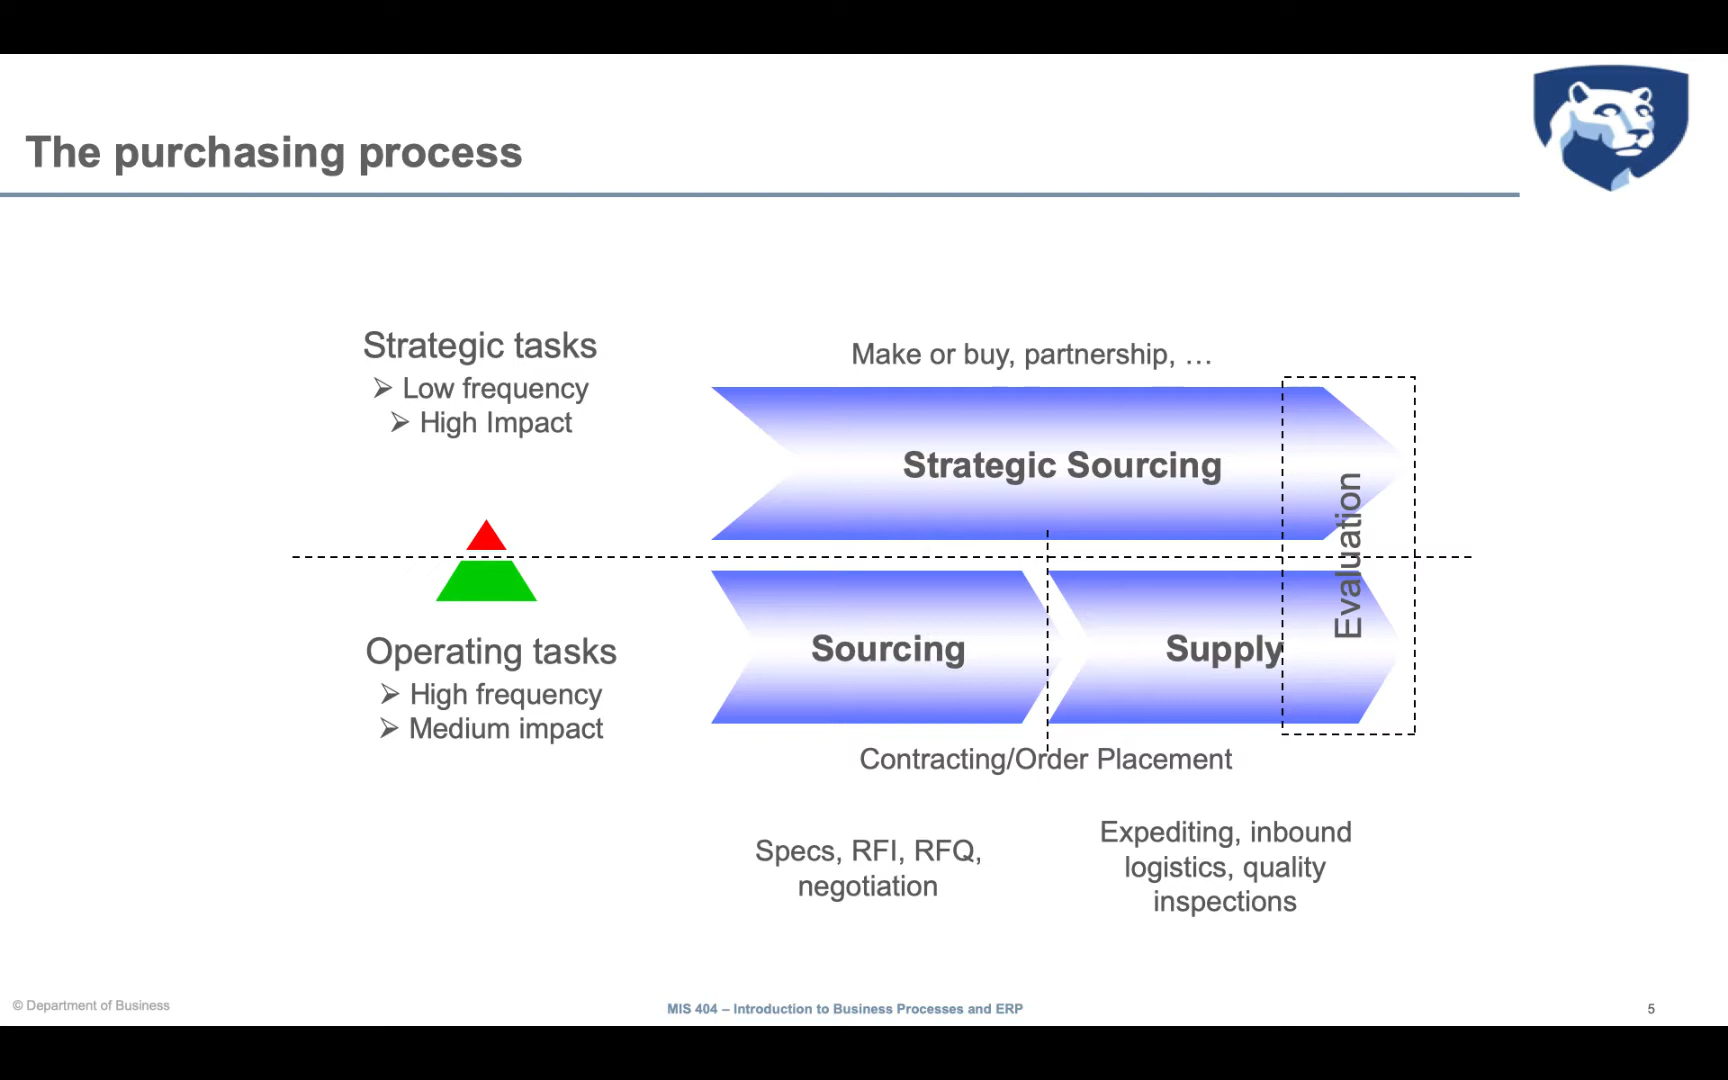 The purchasing process
Strategic tasks
➢ Low frequency
➢ High Impact
Make or buy, partnership, …
Strategic Sourcing
Evaluation
Operating tasks
➢ High frequency
➢ Medium impact
Sourcing
Supply
Contracting/Order Placement
Specs, RFI, RFQ,
negotiation
Expediting, inbound
logistics, quality
inspections
© Department of Business
MIS 404 – Introduction to Business Processes and ERP
5